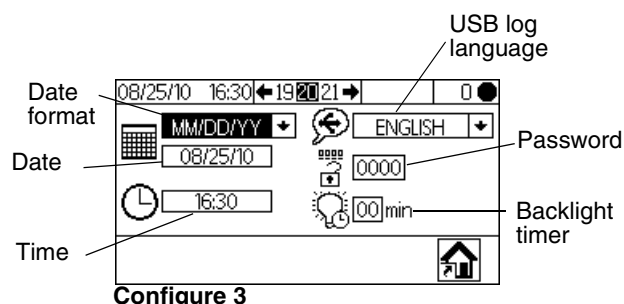 USB log
language
Date
format
08/25/10 16:30 19 20 21 0
MM/DD/YY
ENGLISH
Date
08/25/10
0000
Password
16:30
00 min
Backlight
timer
Time
Configure 3